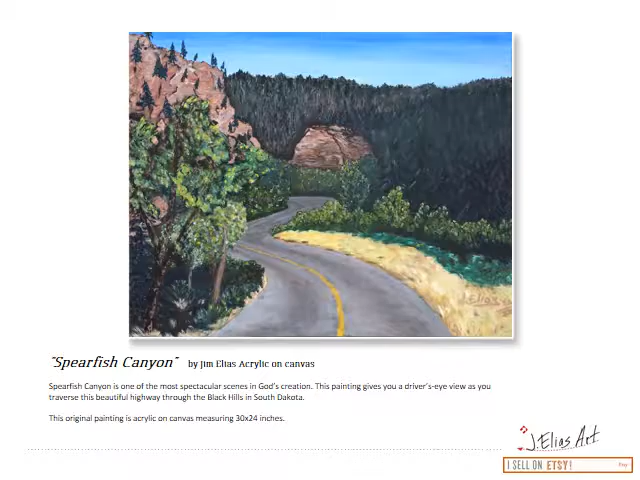 J.Elias
"Spearfish Canyon" by Jim Elias Acrylic on canvas
Spearfish Canyon is one of the most spectacular scenes in God's creation. This painting gives you a driver's-eye view as you
traverse this beautiful highway through the Black Hills in South Dakota.
This original painting is acrylic on canvas measuring 30x24 inches.
J.Elias Art
I SELL ON ETSY!